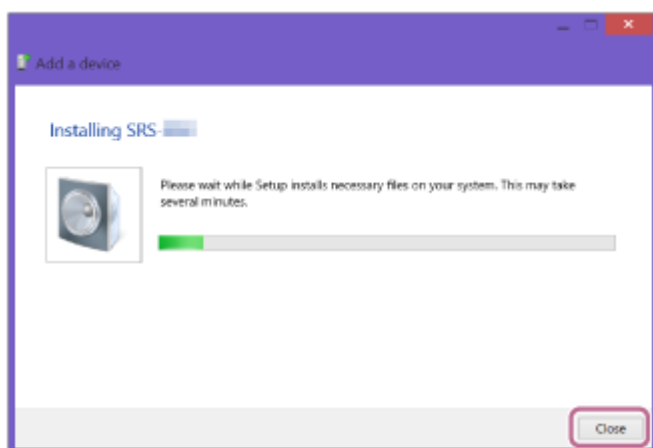 Add a device
Installing SRS-
Please wait while Setup installs necessary files on your system. This may take
several minutes.
Close